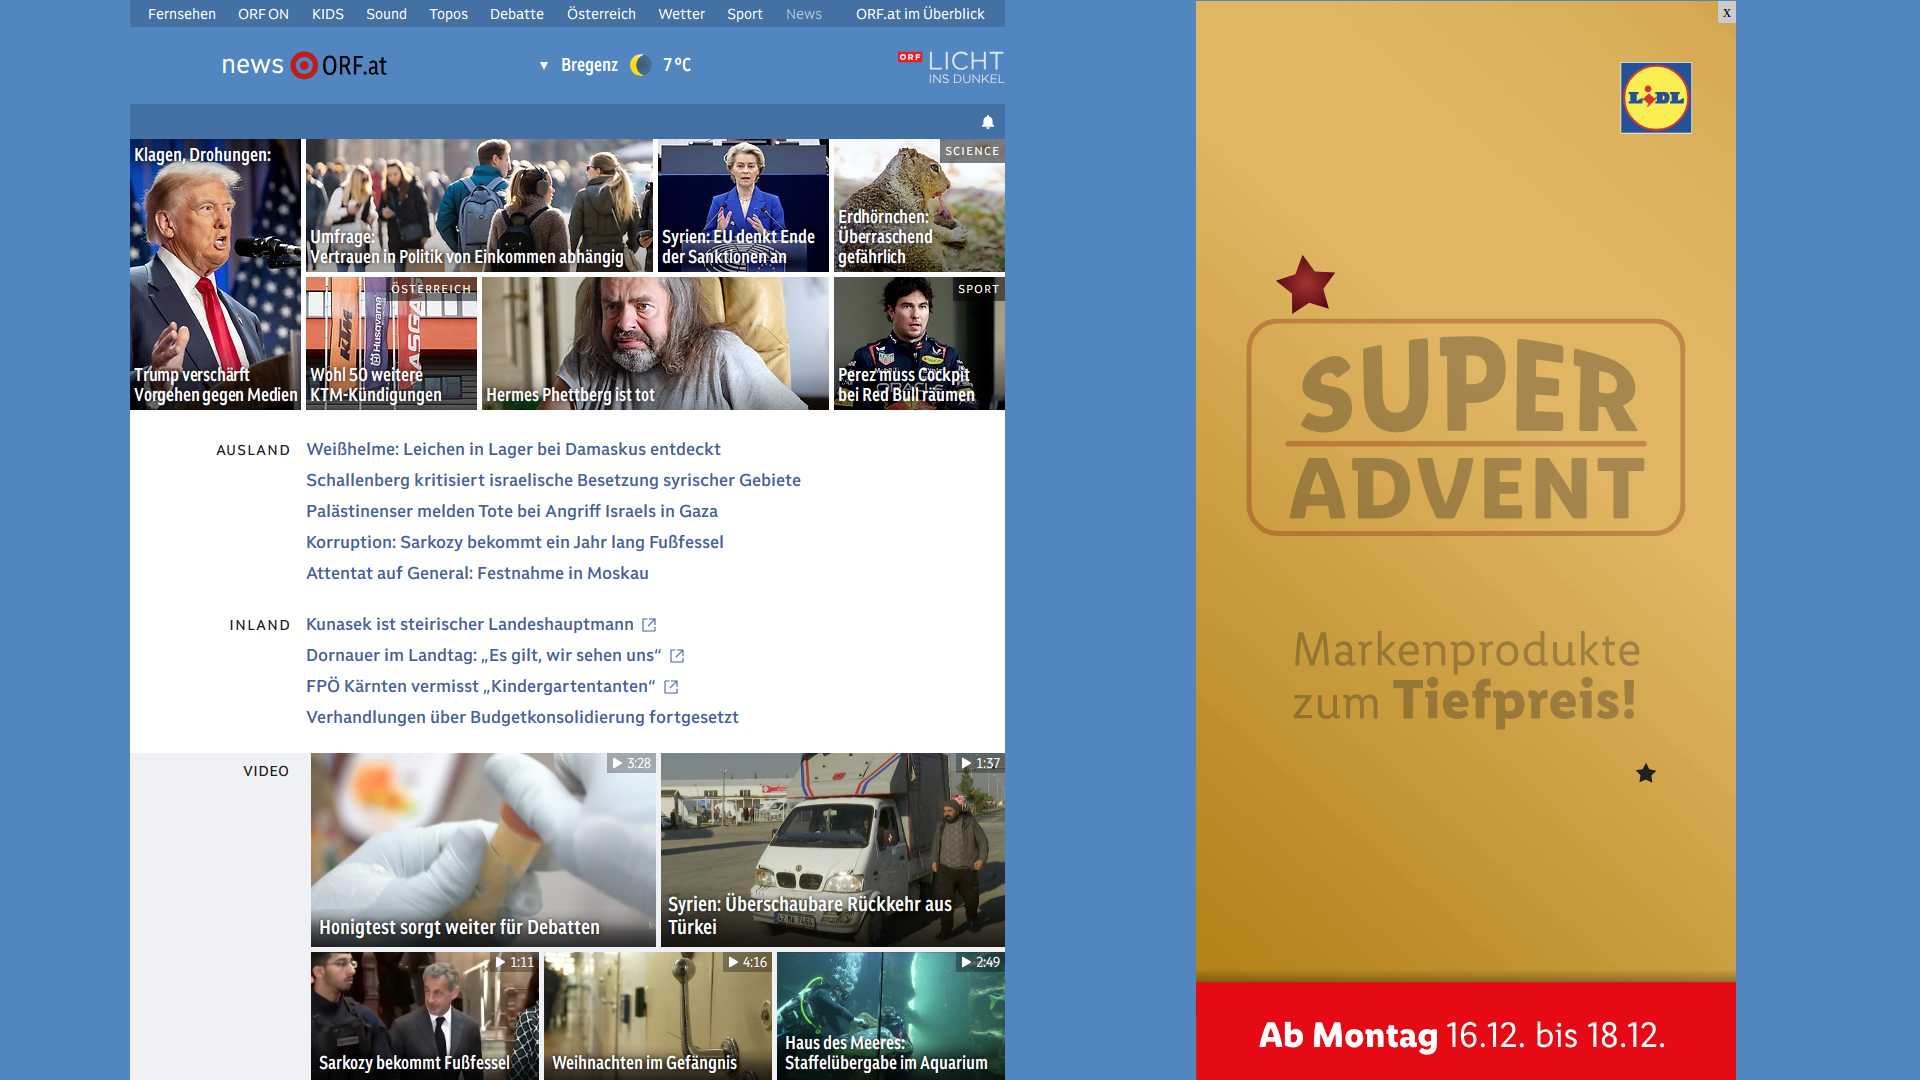 Fernsehen ORF ON KIDS Sound Topos Debatte Österreich Wetter Sport News ORF.at im Überblick
news ORF.at
Bregenz 7 °C
ORF LICHT
INS DUNKEL
Klagen, Drohungen:
Trump verschärft
Vorgehen gegen Medien
Umfrage:
Vertrauen in Politik von Einkommen abhängig
Syrien: EU denkt Ende
der Sanktionen an
SCIENCE
Erdhörnchen:
Überraschend
gefährlich
ÖSTERREICH
KTM
Husqvarna
GASGA
Wohl 50 weitere
KTM-Kündigungen
Hermes Phettberg ist tot
SPORT
ORACLE
Perez muss Cockpit
bei Red Bull räumen
AUSLAND
Weißhelme: Leichen in Lager bei Damaskus entdeckt
Schallenberg kritisiert israelische Besetzung syrischer Gebiete
Palästinenser melden Tote bei Angriff Israels in Gaza
Korruption: Sarkozy bekommt ein Jahr lang Fußfessel
Attentat auf General: Festnahme in Moskau
INLAND
Kunasek ist steirischer Landeshauptmann
Dornauer im Landtag: „Es gilt, wir sehen uns“
FPÖ Kärnten vermisst „Kindergartentanten“
Verhandlungen über Budgetkonsolidierung fortgesetzt
VIDEO
3:28
Honigtest sorgt weiter für Debatten
1:37
Syrien: Überschaubare Rückkehr aus
Türkei
1:11
Sarkozy bekommt Fußfessel
4:16
Weihnachten im Gefängnis
2:49
Haus des Meeres:
Staffelübergabe im Aquarium
X
LIDL
SUPER
ADVENT
Markenprodukte
zum Tiefpreis!
Ab Montag 16.12. bis 18.12.